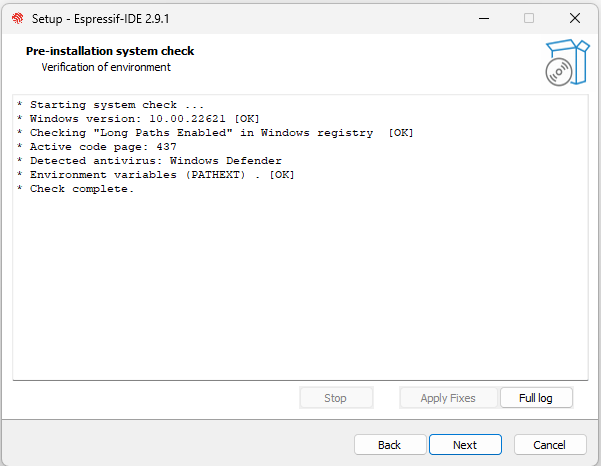 Setup - Espressif-IDE 2.9.1
Pre-installation system check
Verification of environment
* Starting system check ...
* Windows version: 10.00.22621 [OK]
* Checking "Long Paths Enabled" in Windows registry  [OK]
* Active code page: 437
* Detected antivirus: Windows Defender
* Environment variables (PATHEXT) . [OK]
* Check complete.
Stop
Apply Fixes
Full log
Back
Next
Cancel